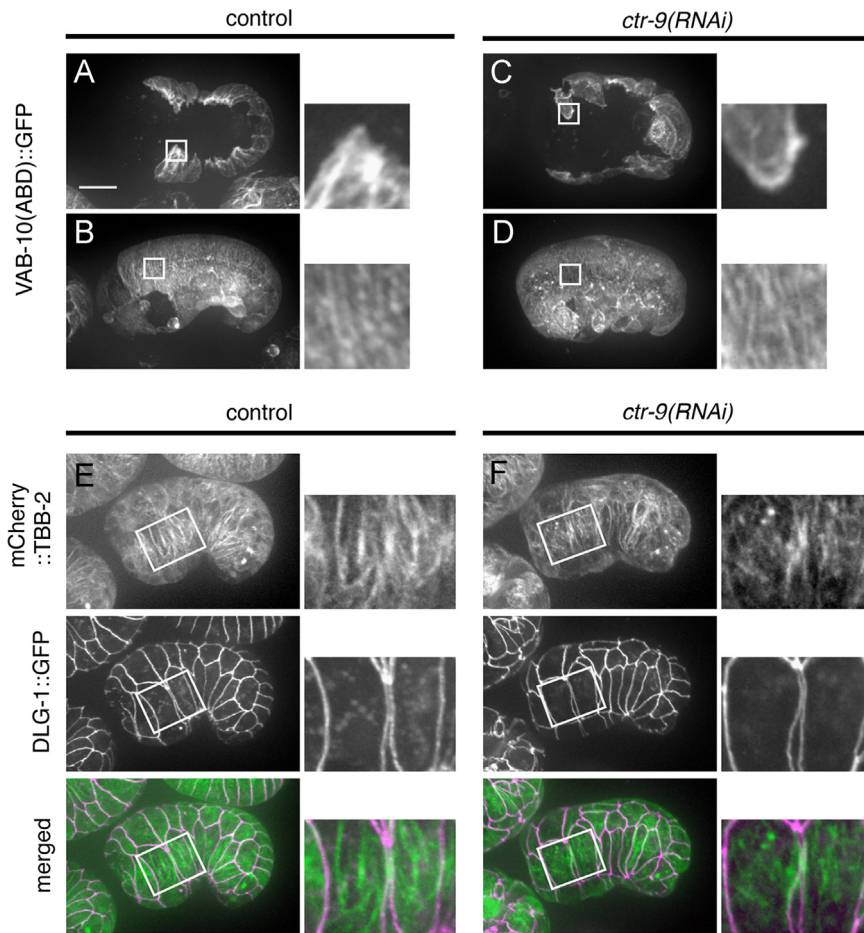 control
ctr-9(RNAi)
A
C
VAB-10(ABD)::GFP
B
D
control
ctr-9(RNAi)
E
F
mCherry
::TBB-2
DLG-1::GFP
merged